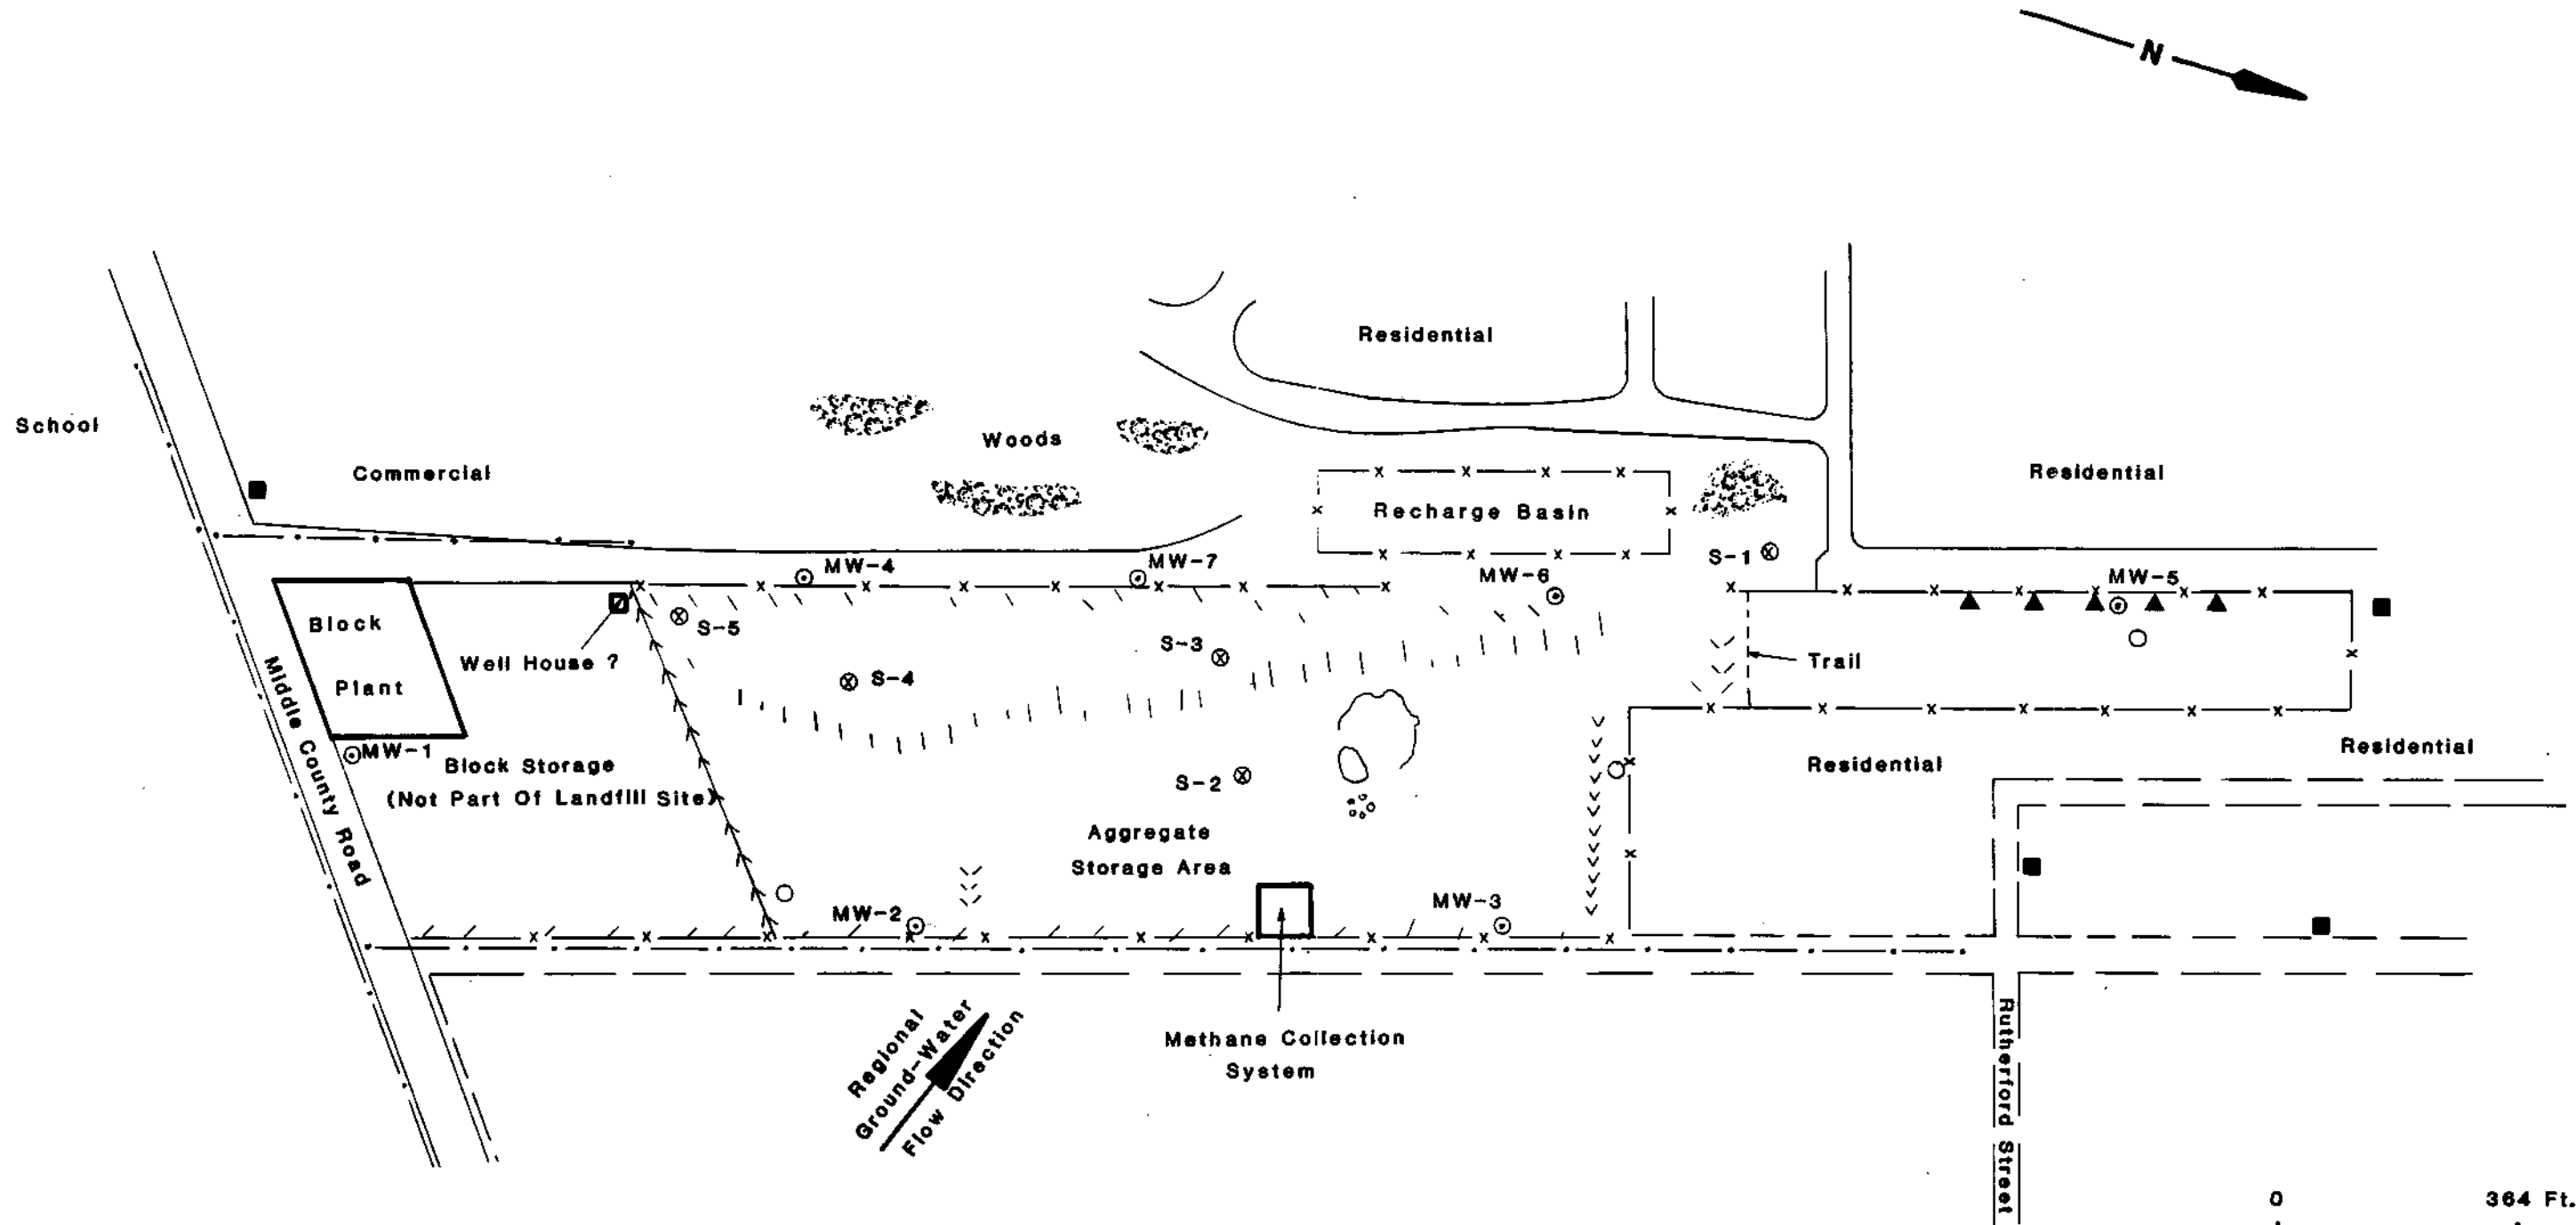 N
Residential
School
Woods
Commercial
Residential
Recharge Basin
S-1
MW-4
MW-7
MW-6
MW-5
Block
Plant
S-5
S-3
Well House ?
Trail
S-4
MW-1
Block Storage
(Not Part Of Landfill Site)
Middle County Road
S-2
Residential
Residential
Aggregate
Storage Area
MW-2
MW-3
Regional
Ground-Water
Flow Direction
Methane Collection
System
Rutherford Street
0
364 Ft.